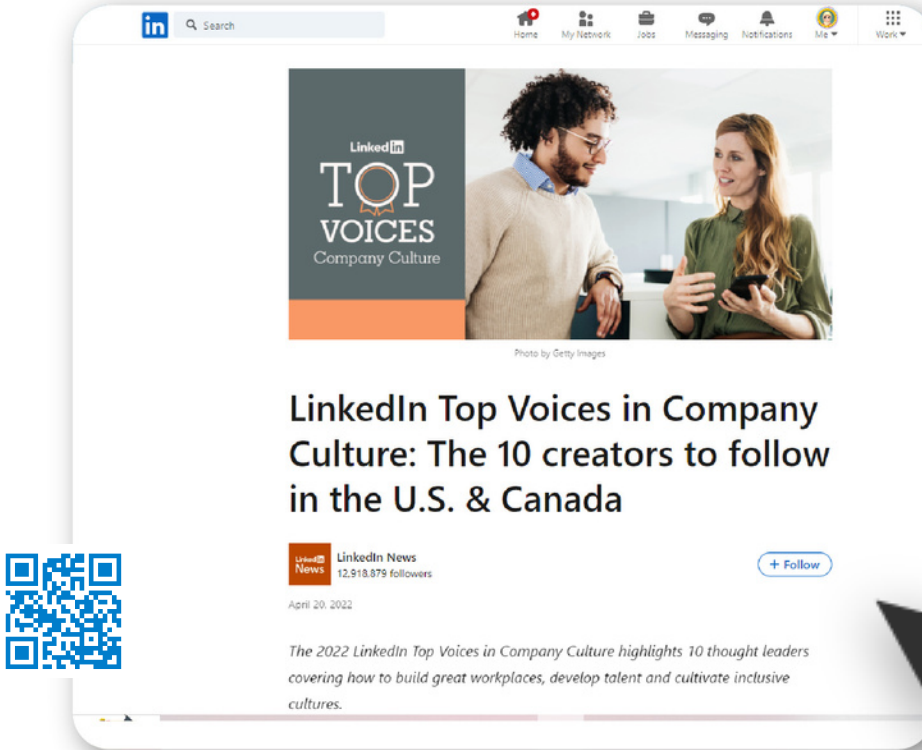 in
Search
Home My Network Jobs Messaging Notifications Me Work
Linked in
TOP
VOICES
Company Culture
Photo by Getty Images
LinkedIn Top Voices in Company
Culture: The 10 creators to follow
in the U.S. & Canada
Linked in
News
LinkedIn News
12,918,879 followers
+ Follow
April 20, 2022
The 2022 LinkedIn Top Voices in Company Culture highlights 10 thought leaders
covering how to build great workplaces, develop talent and cultivate inclusive
cultures.